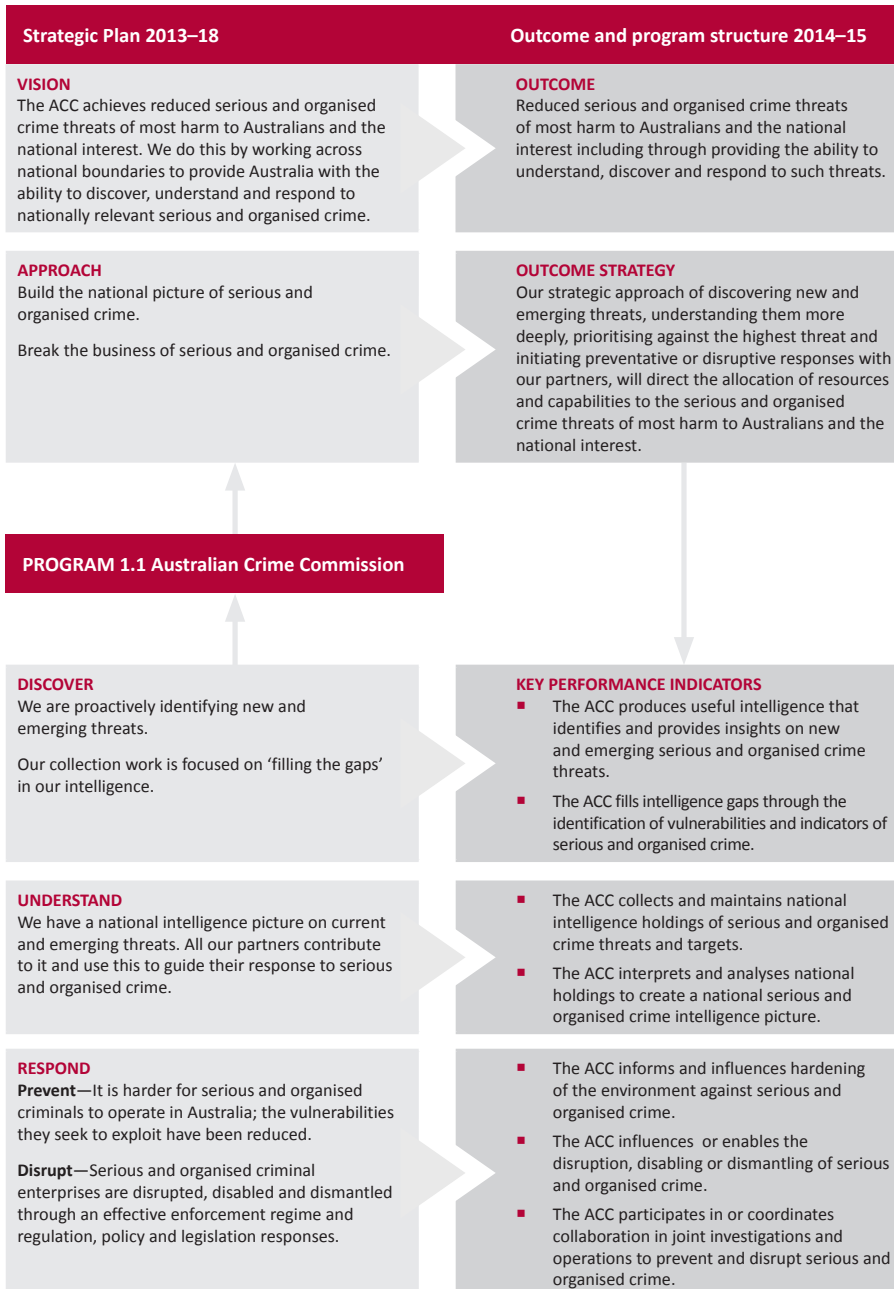 Strategic Plan 2013–18
Outcome and program structure 2014–15
VISION
The ACC achieves reduced serious and organised
crime threats of most harm to Australians and the
national interest. We do this by working across
national boundaries to provide Australia with the
ability to discover, understand and respond to
nationally relevant serious and organised crime.
OUTCOME
Reduced serious and organised crime threats
of most harm to Australians and the national
interest including through providing the ability to
understand, discover and respond to such threats.
APPROACH
Build the national picture of serious and
organised crime.
Break the business of serious and organised crime.
OUTCOME STRATEGY
Our strategic approach of discovering new and
emerging threats, understanding them more
deeply, prioritising against the highest threat and
initiating preventative or disruptive responses with
our partners, will direct the allocation of resources
and capabilities to the serious and organised
crime threats of most harm to Australians and the
national interest.
PROGRAM 1.1 Australian Crime Commission
DISCOVER
We are proactively identifying new and
emerging threats.
Our collection work is focused on ‘filling the gaps’
in our intelligence.
KEY PERFORMANCE INDICATORS
■ The ACC produces useful intelligence that
identifies and provides insights on new
and emerging serious and organised crime
threats.
■ The ACC fills intelligence gaps through the
identification of vulnerabilities and indicators of
serious and organised crime.
UNDERSTAND
We have a national intelligence picture on current
and emerging threats. All our partners contribute
to it and use this to guide their response to serious
and organised crime.
■ The ACC collects and maintains national
intelligence holdings of serious and organised
crime threats and targets.
■ The ACC interprets and analyses national
holdings to create a national serious and
organised crime intelligence picture.
RESPOND
Prevent—It is harder for serious and organised
criminals to operate in Australia; the vulnerabilities
they seek to exploit have been reduced.
Disrupt—Serious and organised criminal
enterprises are disrupted, disabled and dismantled
through an effective enforcement regime and
regulation, policy and legislation responses.
■ The ACC informs and influences hardening
of the environment against serious and
organised crime.
■ The ACC influences or enables the
disruption, disabling or dismantling of serious
and organised crime.
■ The ACC participates in or coordinates
collaboration in joint investigations and
operations to prevent and disrupt serious and
organised crime.